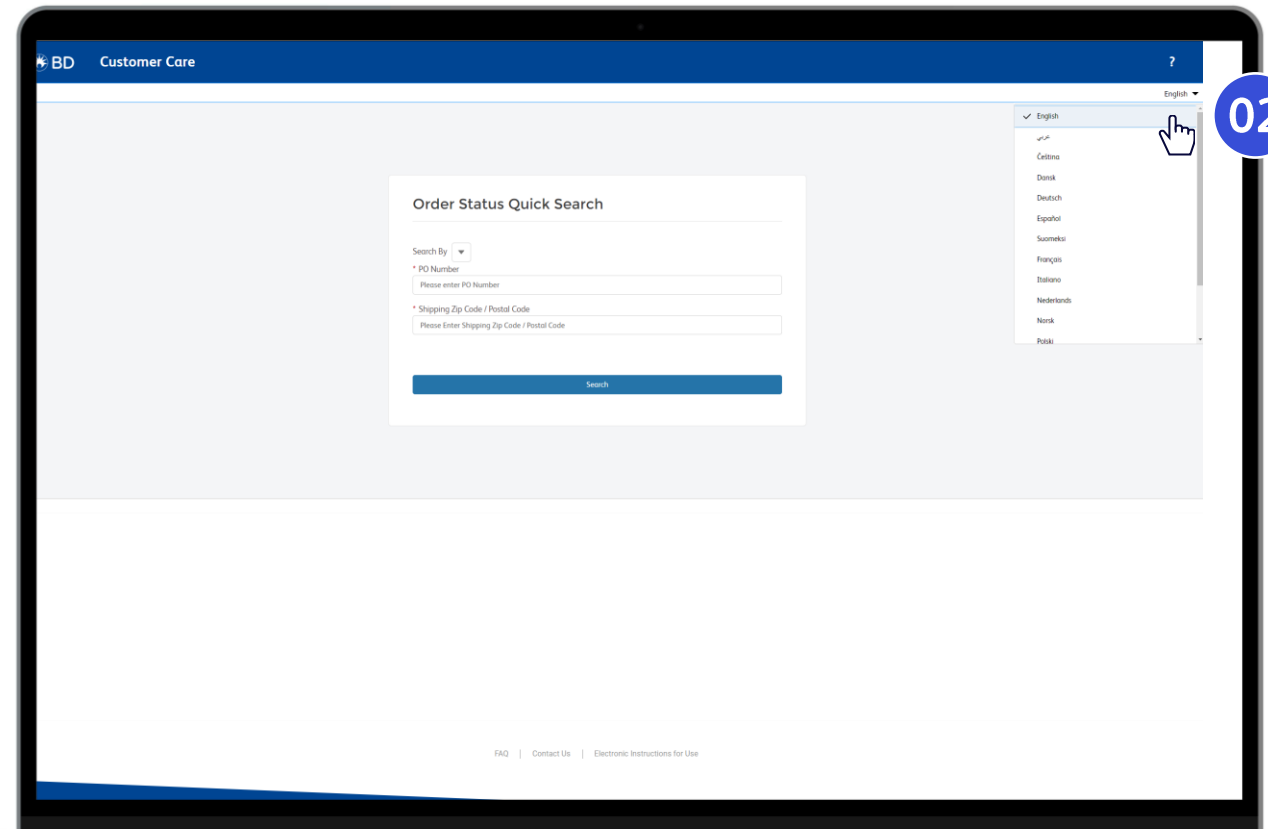 BD Customer Care ?
English
English
عربي
Čeština
Dansk
Deutsch
Español
Suomeksi
Français
Italiano
Nederlands
Norsk
Polski
02
Order Status Quick Search
Search By
* PO Number
Please enter PO Number
* Shipping Zip Code / Postal Code
Please Enter Shipping Zip Code / Postal Code
Search
FAQ | Contact Us | Electronic Instructions for Use